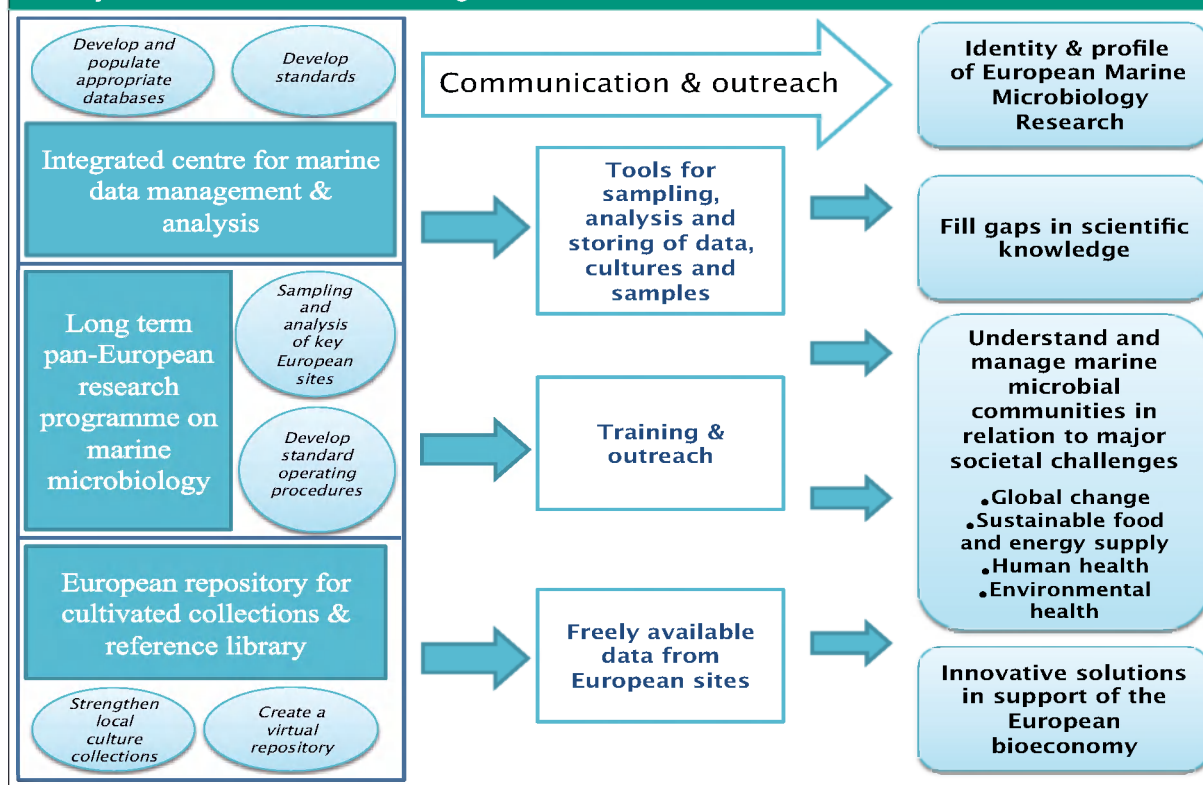 Develop and
populate
appropriate
databases
Develop
standards
Integrated centre for marine
data management &
analysis
Long term
pan-European
research
programme on
marine
microbiology
Sampling
and
analysis
of key
European
sites
Develop
standard
operating
procedures
European repository for
cultivated collections &
reference library
Strengthen
local
culture
collections
Create a
virtual
repository
Communication & outreach
Tools for
sampling,
analysis and
storing of data,
cultures and
samples
Training &
outreach
Freely available
data from
European sites
Identity & profile
of European Marine
Microbiology
Research
Fill gaps in scientific
knowledge
Understand and
manage marine
microbial
communities in
relation to major
societal challenges
•Global change
•Sustainable food
and energy supply
•Human health
•Environmental
health
Innovative solutions
in support of the
European
bioeconomy